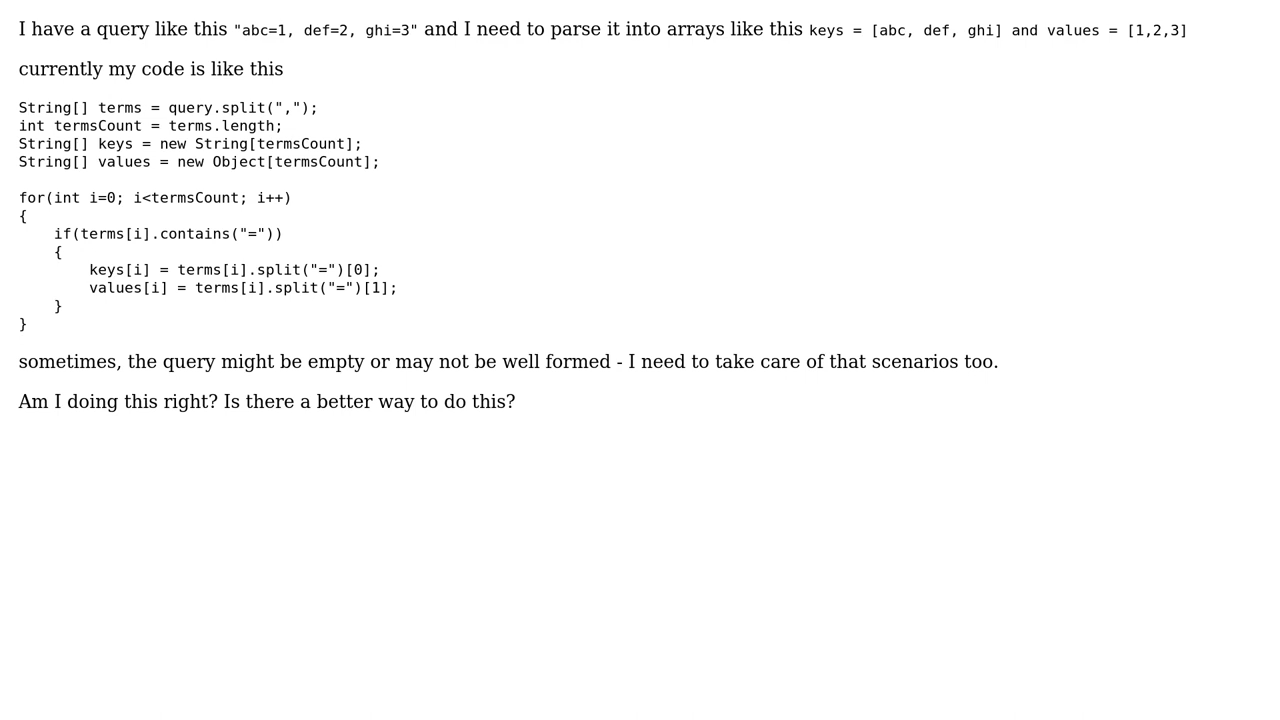 I have a query like this "abc=1, def=2, ghi=3" and I need to parse it into arrays like this keys = [abc, def, ghi] and values = [1,2,3]
currently my code is like this
String[] terms = query.split(",");
int termsCount = terms.length;
String[] keys = new String[termsCount];
String[] values = new Object[termsCount];
for(int i=0; i<termsCount; i++)
{
    if(terms[i].contains("="))
    {
        keys[i] = terms[i].split("=")[0];
        values[i] = terms[i].split("=")[1];
    }
}
sometimes, the query might be empty or may not be well formed - I need to take care of that scenarios too.
Am I doing this right? Is there a better way to do this?